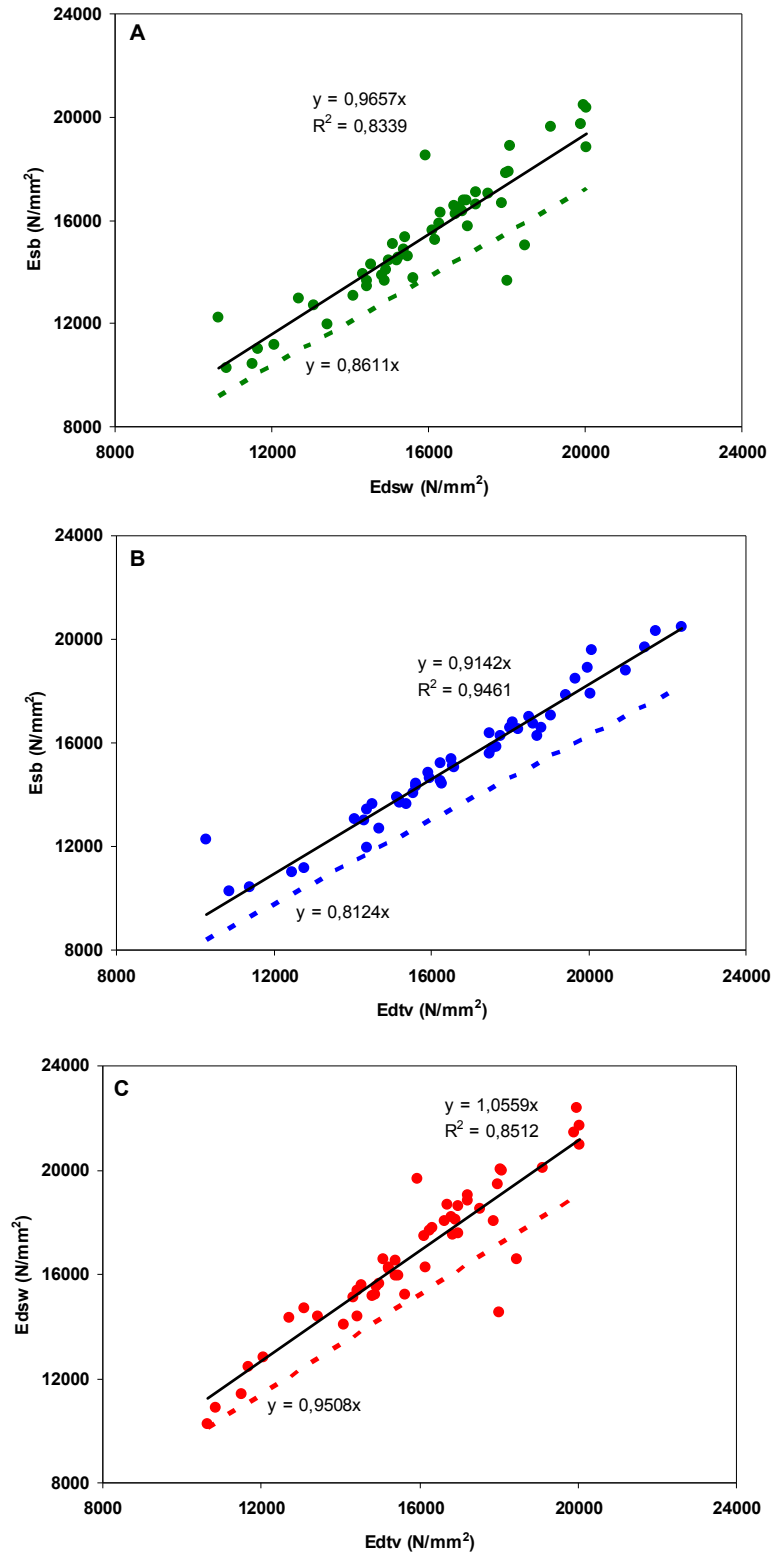 A
24000
20000
16000
12000
8000
Esb (N/mm²)
y = 0,9657x
R² = 0,8339
y = 0,8611x
8000 12000 16000 20000 24000
Edsw (N/mm²)
B
24000
20000
16000
12000
8000
Esb (N/mm²)
y = 0,9142x
R² = 0,9461
y = 0,8124x
8000 12000 16000 20000 24000
Edtv (N/mm²)
C
24000
20000
16000
12000
8000
Edsw (N/mm²)
y = 1,0559x
R² = 0,8512
y = 0,9508x
8000 12000 16000 20000 24000
Edtv (N/mm²)